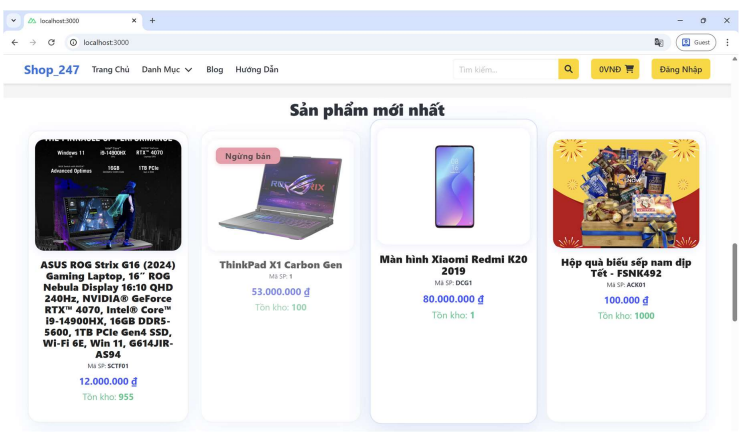 localhost:3000
localhost:3000
Guest
Shop_247 Trang Chủ Danh Mục Blog Hướng Dẫn Tìm kiếm... 0VNĐ Đăng Nhập
Sản phẩm mới nhất
Windows 11 i9-14900HX RTX™ 4070
Advanced Optimus 16GB 1TB PCIe
ASUS ROG Strix G16 (2024)
Gaming Laptop, 16” ROG
Nebula Display 16:10 QHD
240Hz, NVIDIA® GeForce
RTX™ 4070, Intel® Core™
i9-14900HX, 16GB DDR5-
5600, 1TB PCIe Gen4 SSD,
Wi-Fi 6E, Win 11, G614JIR-
AS94
Mã SP: SCTF01
12.000.000 ₫
Tồn kho: 955
Ngừng bán
ThinkPad X1 Carbon Gen
Mã SP: 1
53.000.000 ₫
Tồn kho: 100
Màn hình Xiaomi Redmi K20
2019
Mã SP: DCG1
80.000.000 ₫
Tồn kho: 1
Hộp quà biếu sếp nam dịp
Tết - FSNK492
Mã SP: ACK01
100.000 ₫
Tồn kho: 1000